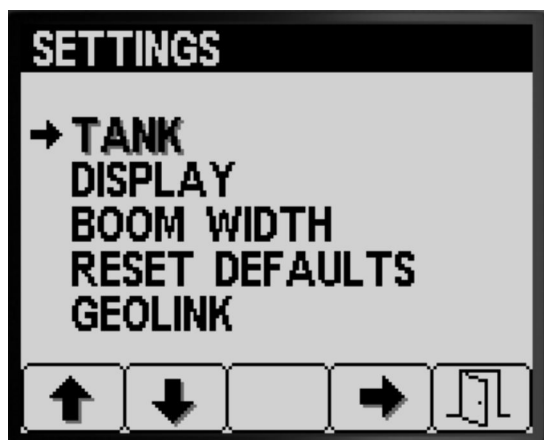 SETTINGS
TANK
DISPLAY
BOOM WIDTH
RESET DEFAULTS
GEOLINK